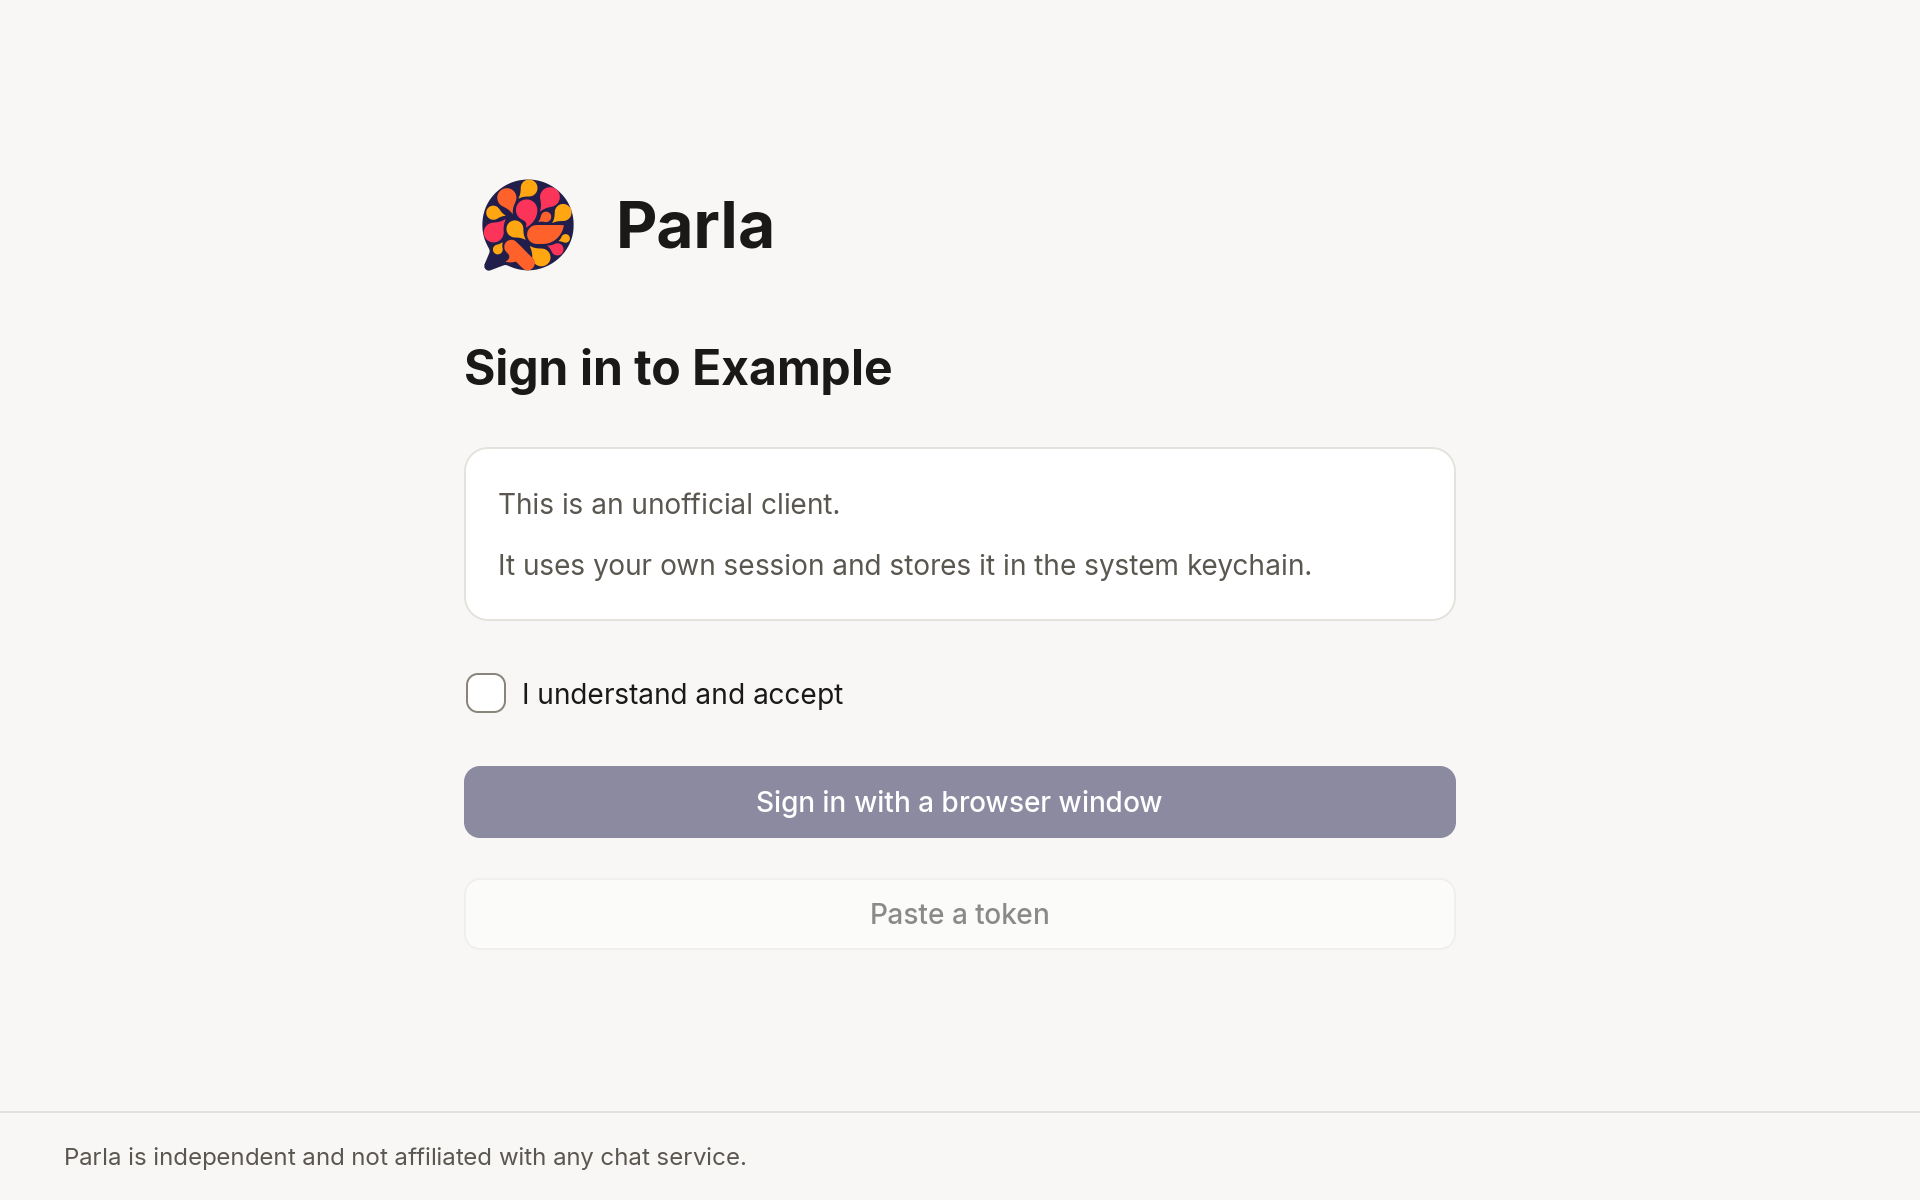 Parla
Sign in to Example
This is an unofficial client.
It uses your own session and stores it in the system keychain.
I understand and accept
Sign in with a browser window
Paste a token
Parla is independent and not affiliated with any chat service.